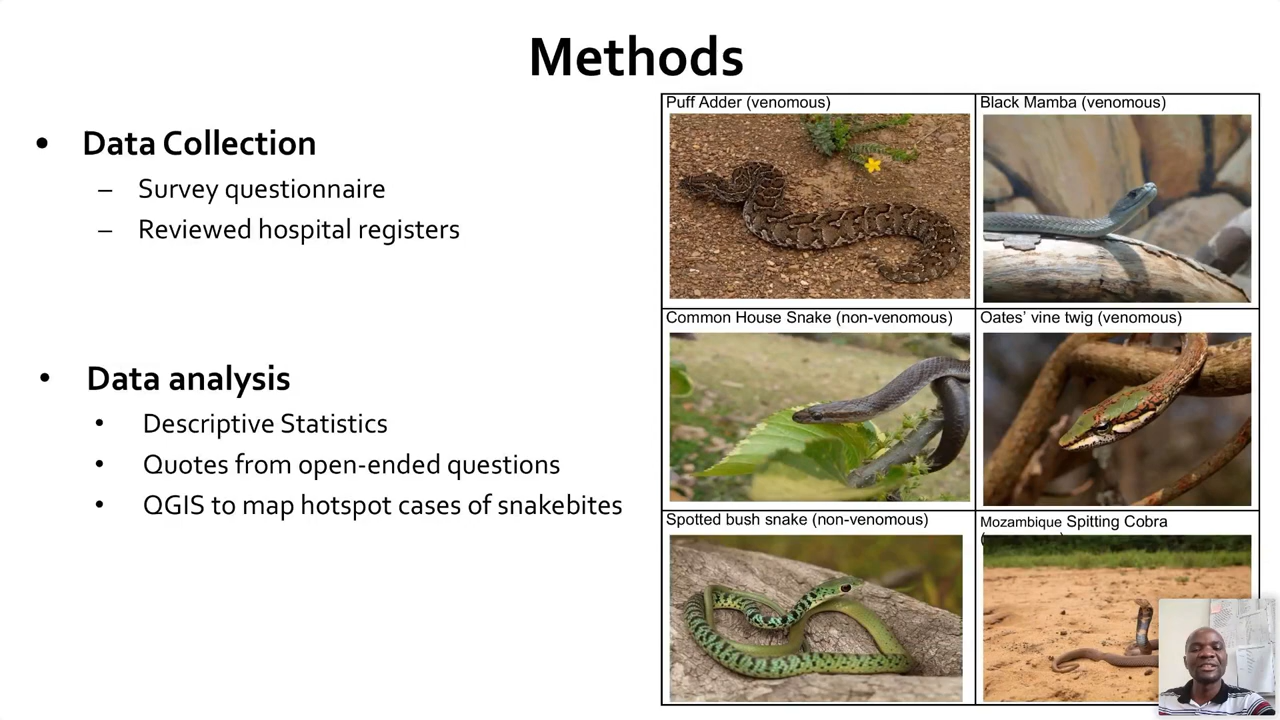 Methods
• Data Collection
– Survey questionnaire
– Reviewed hospital registers
• Data analysis
• Descriptive Statistics
• Quotes from open-ended questions
• QGIS to map hotspot cases of snakebites
Puff Adder (venomous)
Black Mamba (venomous)
Common House Snake (non-venomous)
Oates’ vine twig (venomous)
Spotted bush snake (non-venomous)
Mozambique Spitting Cobra